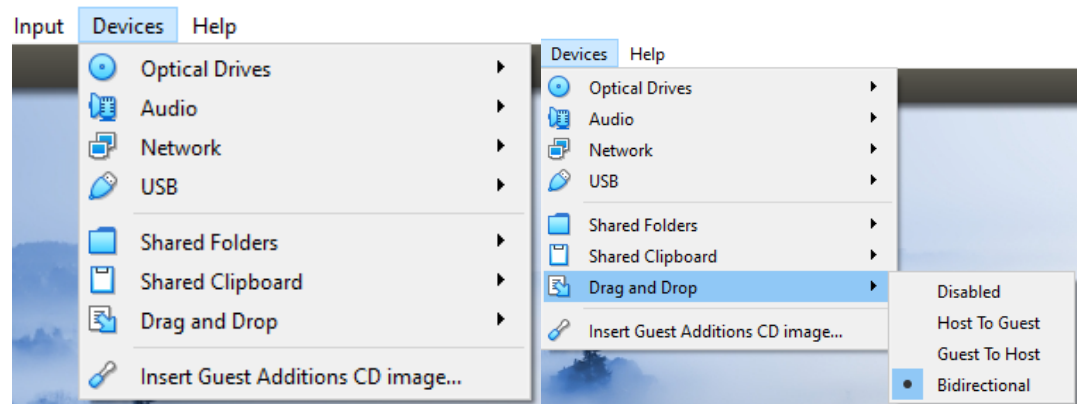 Input Devices Help
Optical Drives
Audio
Network
USB
Shared Folders
Shared Clipboard
Drag and Drop
Insert Guest Additions CD image...
Devices Help
Optical Drives
Audio
Network
USB
Shared Folders
Shared Clipboard
Drag and Drop
Insert Guest Additions CD image...
Disabled
Host To Guest
Guest To Host
Bidirectional